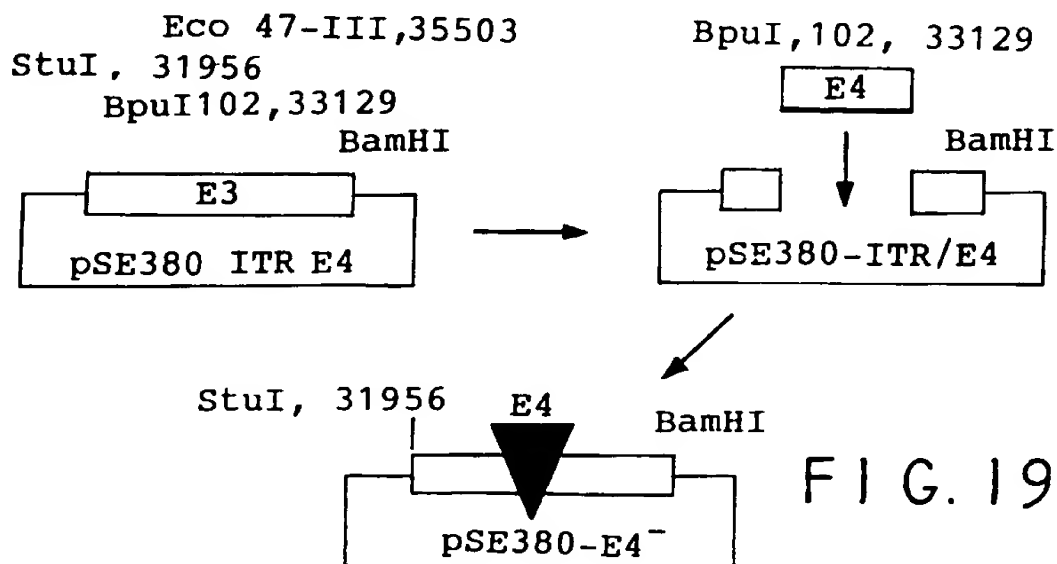 Eco 47-III,35503
StuI, 31956
BpuI102,33129
BamHI
E3
pSE380 ITR E4
BpuI,102, 33129
E4
BamHI
pSE380-ITR/E4
StuI, 31956
E4
BamHI
pSE380-E4⁻
FIG. 19